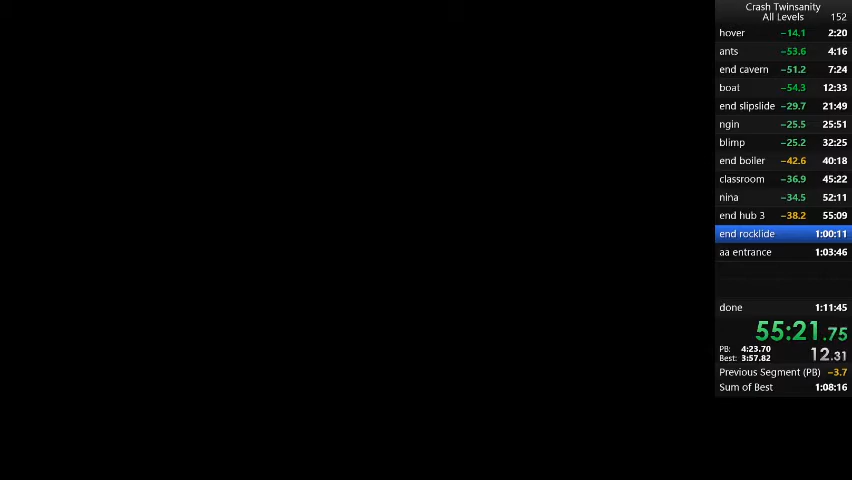 Crash Twinsanity
All Levels 152
hover −14.1 2:20
ants −53.6 4:16
end cavern −51.2 7:24
boat −54.3 12:33
end slipslide −29.7 21:49
ngin −25.5 25:51
blimp −25.2 32:25
end boiler −42.6 40:18
classroom −36.9 45:22
nina −34.5 52:11
end hub 3 −38.2 55:09
end rocklide 1:00:11
aa entrance 1:03:46
done 1:11:45
55:21.75
PB: 4:23.70 12.31
Best: 3:57.82
Previous Segment (PB) −3.7
Sum of Best 1:08:16